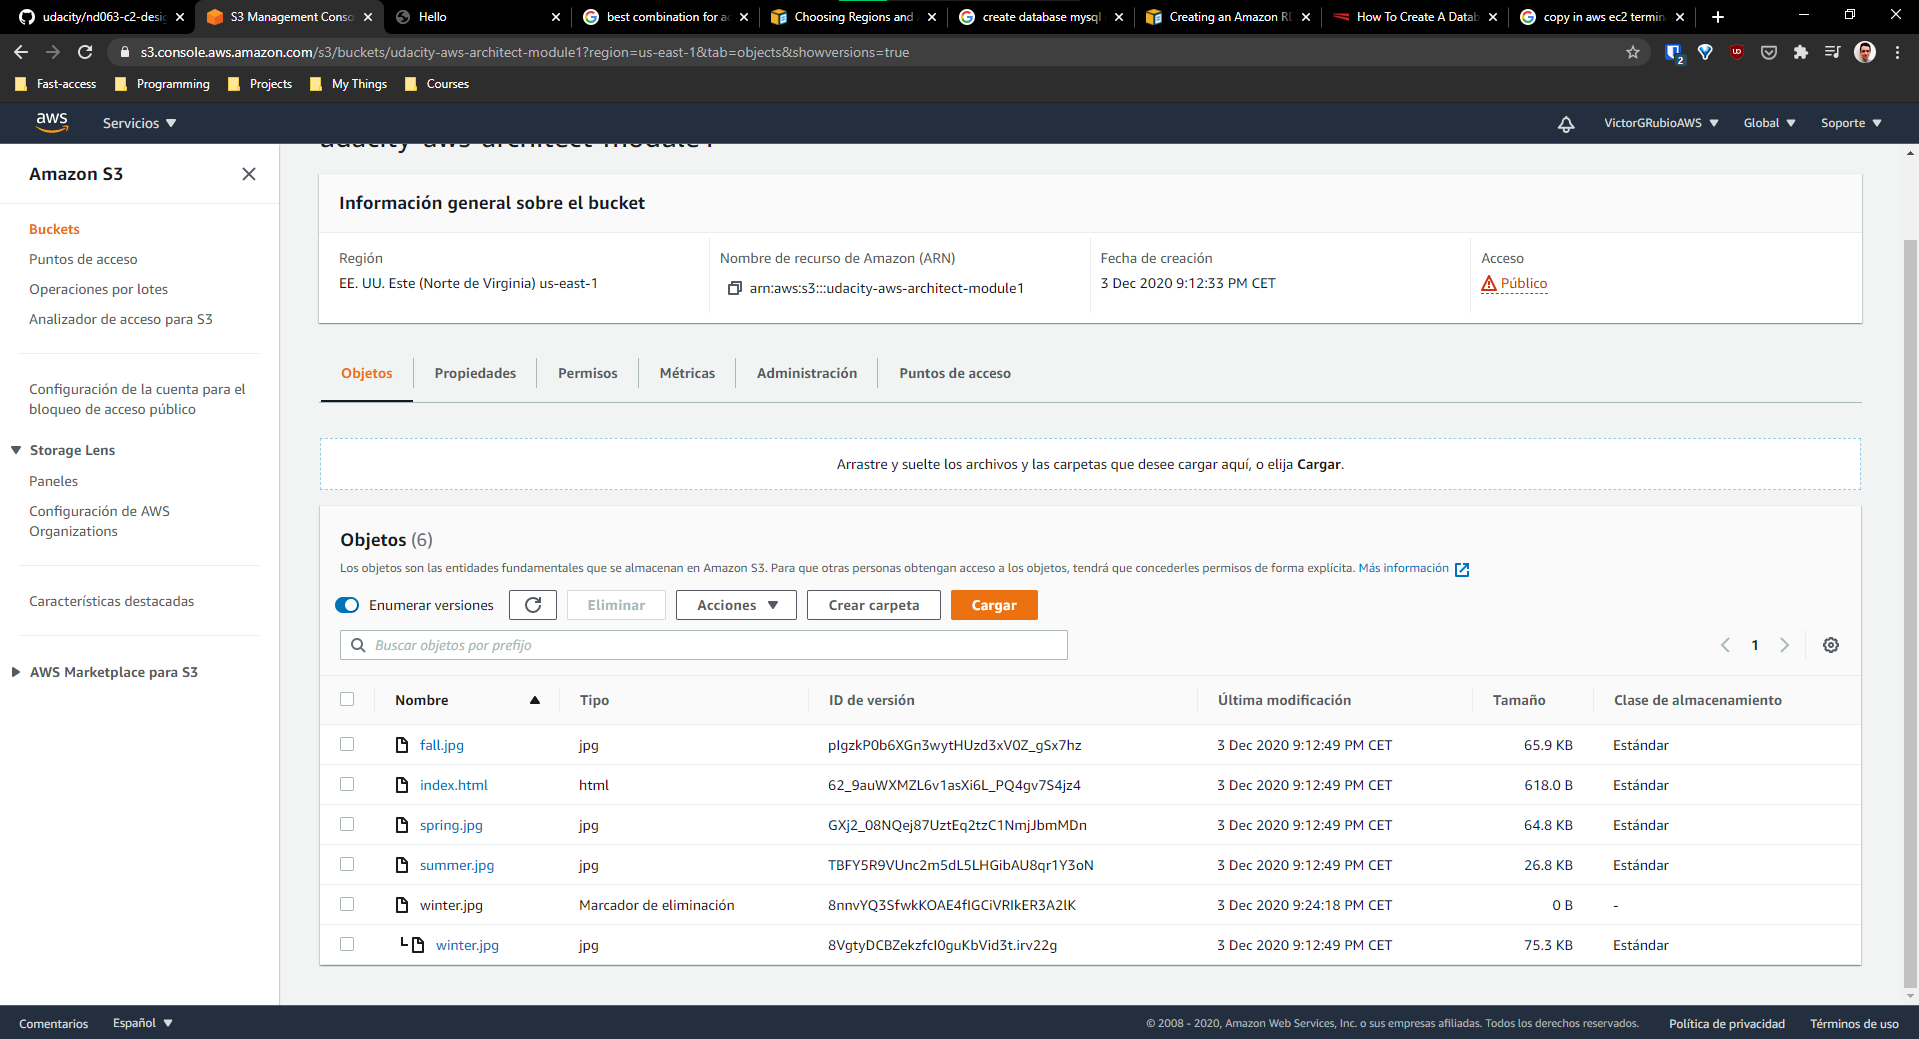 udacity/nd063-c2-desig
S3 Management Conso
Hello
best combination for a
Choosing Regions and
create database mysql
Creating an Amazon RD
How To Create A Datab
copy in aws ec2 termin
s3.console.aws.amazon.com/s3/buckets/udacity-aws-architect-module1?region=us-east-1&tab=objects&showversions=true
2
Fast-access
Programming
Projects
My Things
Courses
aws
Servicios
VictorGRubioAWS
Global
Soporte
Amazon S3
Buckets
Puntos de acceso
Operaciones por lotes
Analizador de acceso para S3
Configuración de la cuenta para el
bloqueo de acceso público
Storage Lens
Paneles
Configuración de AWS
Organizations
Características destacadas
AWS Marketplace para S3
udacity-aws-architect-module1
Información general sobre el bucket
Región
EE. UU. Este (Norte de Virginia) us-east-1
Nombre de recurso de Amazon (ARN)
arn:aws:s3:::udacity-aws-architect-module1
Fecha de creación
3 Dec 2020 9:12:33 PM CET
Acceso
Público
Objetos
Propiedades
Permisos
Métricas
Administración
Puntos de acceso
Arrastre y suelte los archivos y las carpetas que desee cargar aquí, o elija Cargar.
Objetos (6)
Los objetos son las entidades fundamentales que se almacenan en Amazon S3. Para que otras personas obtengan acceso a los objetos, tendrá que concederles permisos de forma explícita. Más información
Enumerar versiones
Eliminar
Acciones
Crear carpeta
Cargar
Buscar objetos por prefijo
1
Nombre Tipo ID de versión Última modificación Tamaño Clase de almacenamiento
fall.jpg jpg pIgzkP0b6XGn3wytHUzd3xV0Z_gSx7hz 3 Dec 2020 9:12:49 PM CET 65.9 KB Estándar
index.html html 62_9auWXMZL6v1asXi6L_PQ4gv7S4jz4 3 Dec 2020 9:12:49 PM CET 618.0 B Estándar
spring.jpg jpg GXj2_08NQej87UztEq2tzC1NmjJbmMDn 3 Dec 2020 9:12:49 PM CET 64.8 KB Estándar
summer.jpg jpg TBFY5R9VUnc2m5dL5LHGibAU8qr1Y3oN 3 Dec 2020 9:12:49 PM CET 26.8 KB Estándar
winter.jpg Marcador de eliminación 8nnvYQ3SfwkKOAE4fIGCiVRIkER3A2lK 3 Dec 2020 9:24:18 PM CET 0 B -
winter.jpg jpg 8VgtyDCBZekzfcI0guKbVid3t.irv22g 3 Dec 2020 9:12:49 PM CET 75.3 KB Estándar
Comentarios
Español
© 2008 - 2020, Amazon Web Services, Inc. o sus empresas afiliadas. Todos los derechos reservados.
Política de privacidad
Términos de uso